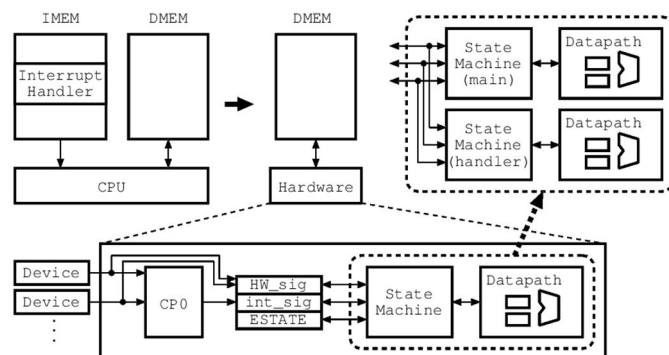 IMEM
DMEM
DMEM
Interrupt
Handler
CPU
Hardware
State
Machine
(main)
Datapath
State
Machine
(handler)
Datapath
Device
Device
⋮
CP0
HW_sig
int_sig
ESTATE
State
Machine
Datapath